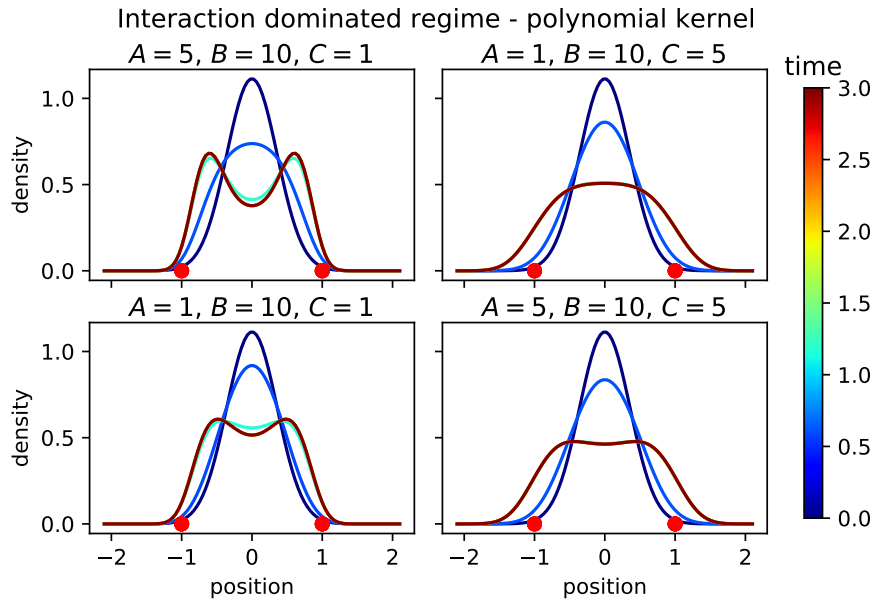 Interaction dominated regime - polynomial kernel
A = 5, B = 10, C = 1
A = 1, B = 10, C = 5
time
density
1.0
0.5
0.0
3.0
2.5
2.0
1.5
1.0
0.5
0.0
A = 1, B = 10, C = 1
A = 5, B = 10, C = 5
density
1.0
0.5
0.0
−2 −1 0 1 2
−2 −1 0 1 2
position
position